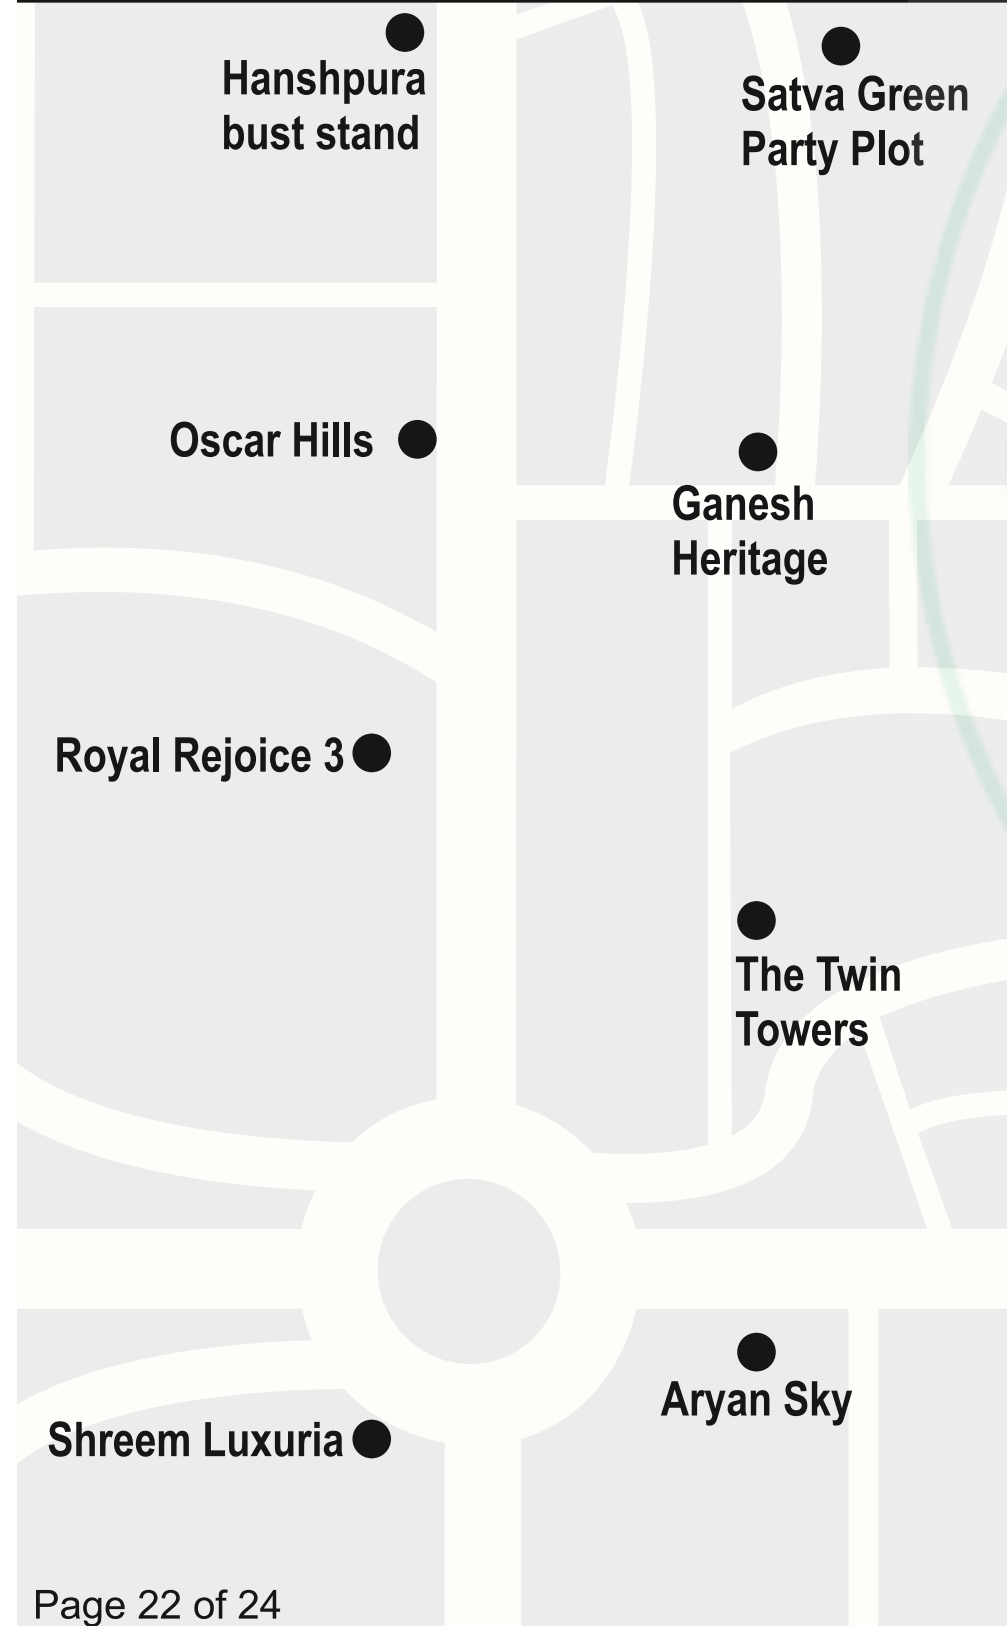 Hanshpura
bust stand
Satva Green
Party Plot
Oscar Hills
Ganesh
Heritage
Royal Rejoice 3
The Twin
Towers
Aryan Sky
Shreem Luxuria
Page 22 of 24